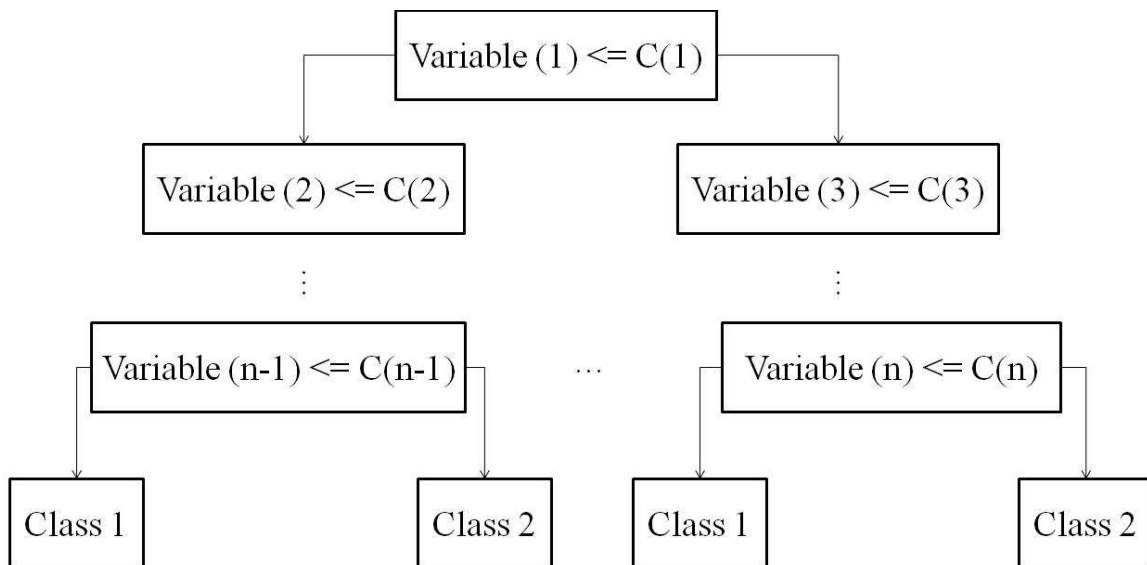 Variable (1) <= C(1)
Variable (2) <= C(2)
Variable (3) <= C(3)
⋮
⋮
Variable (n-1) <= C(n-1)
...
Variable (n) <= C(n)
Class 1
Class 2
Class 1
Class 2